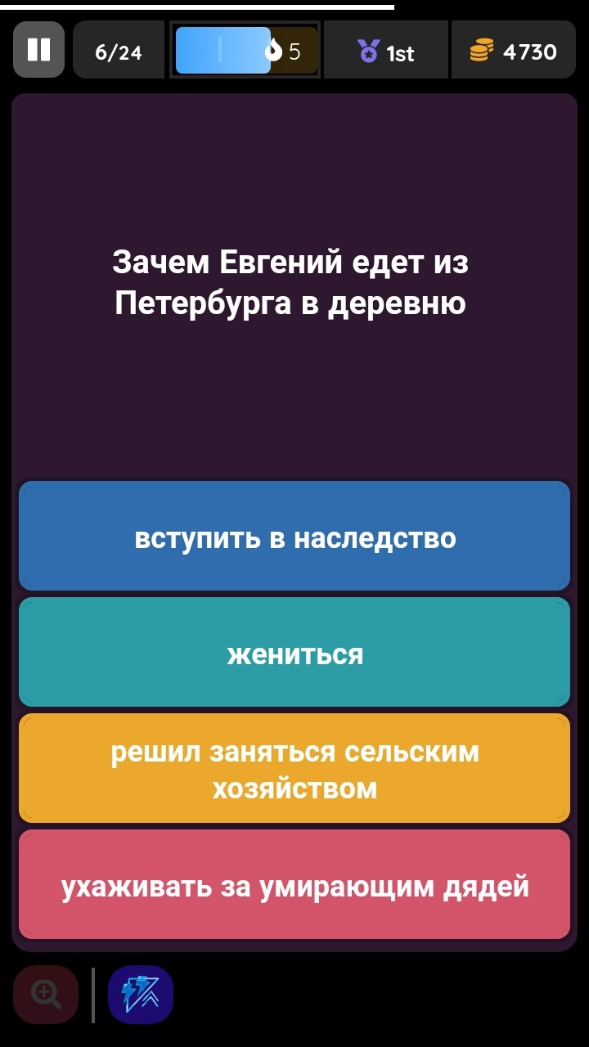 6/24
5
1st
4730
Зачем Евгений едет из
Петербурга в деревню
вступить в наследство
жениться
решил заняться сельским
хозяйством
ухаживать за умирающим дядей